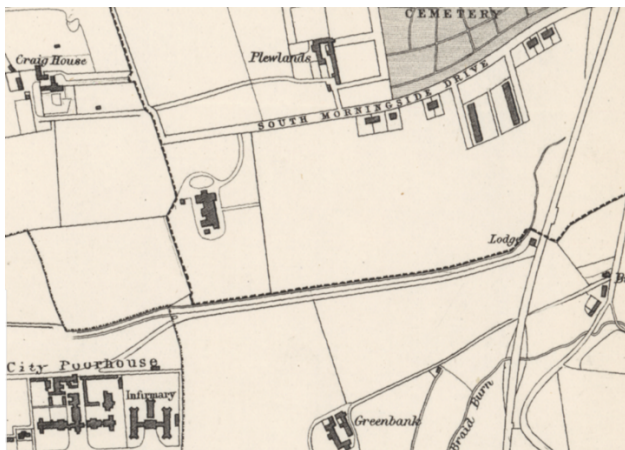 CEMETERY
Craig House
Plewlands
SOUTH MORNINGSIDE DRIVE
Lodge
City Poorhouse
Infirmary
Greenbank
Braid Burn